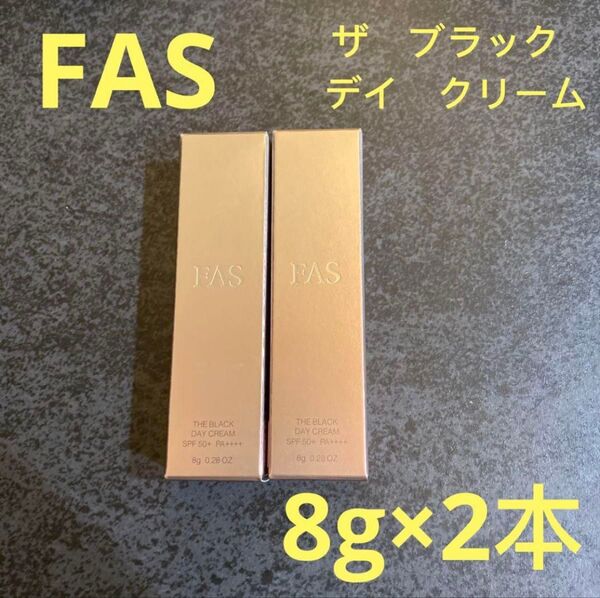 FAS
ザ ブラック
デイ クリーム
FAS
THE BLACK
DAY CREAM
SPF 50+ PA++++
8g 0.28 OZ
FAS
THE BLACK
DAY CREAM
SPF 50+ PA++++
8g 0.28 OZ
8g×2本